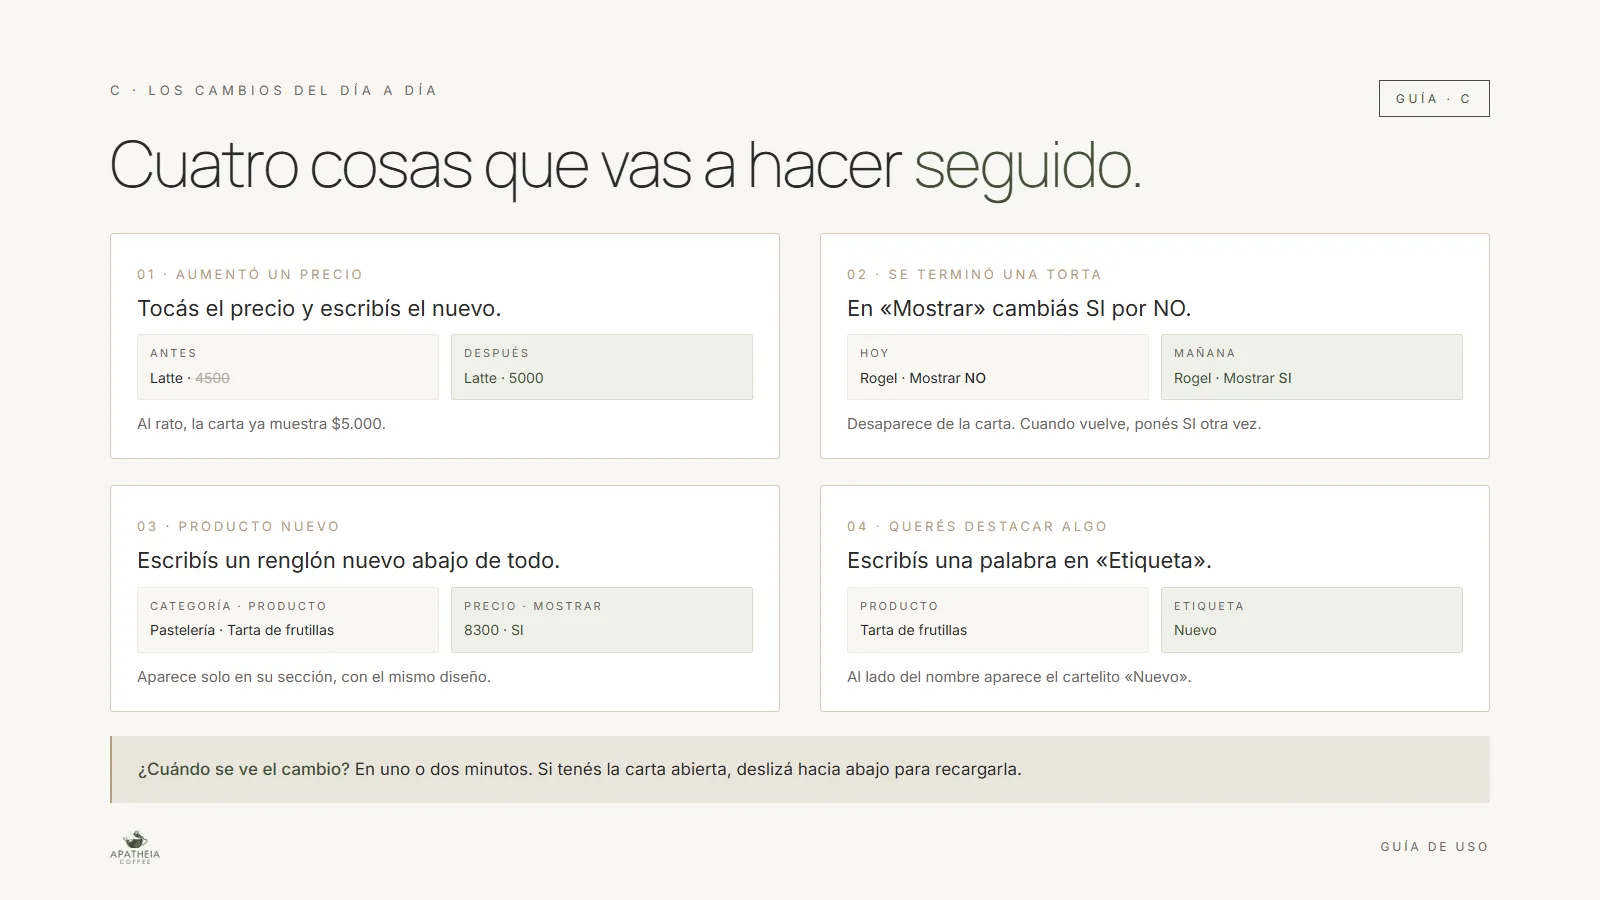 C · LOS CAMBIOS DEL DÍA A DÍA
GUÍA · C
Cuatro cosas que vas a hacer seguido.
01 · AUMENTÓ UN PRECIO
Tocás el precio y escribís el nuevo.
ANTES
Latte · 4500
DESPUÉS
Latte · 5000
Al rato, la carta ya muestra $5.000.
02 · SE TERMINÓ UNA TORTA
En «Mostrar» cambiás SI por NO.
HOY
Rogel · Mostrar NO
MAÑANA
Rogel · Mostrar SI
Desaparece de la carta. Cuando vuelve, ponés SI otra vez.
03 · PRODUCTO NUEVO
Escribís un renglón nuevo abajo de todo.
CATEGORÍA · PRODUCTO
Pastelería · Tarta de frutillas
PRECIO · MOSTRAR
8300 · SI
Aparece solo en su sección, con el mismo diseño.
04 · QUERÉS DESTACAR ALGO
Escribís una palabra en «Etiqueta».
PRODUCTO
Tarta de frutillas
ETIQUETA
Nuevo
Al lado del nombre aparece el cartelito «Nuevo».
¿Cuándo se ve el cambio? En uno o dos minutos. Si tenés la carta abierta, deslizá hacia abajo para recargarla.
APATHEIA
COFFEE
GUÍA DE USO